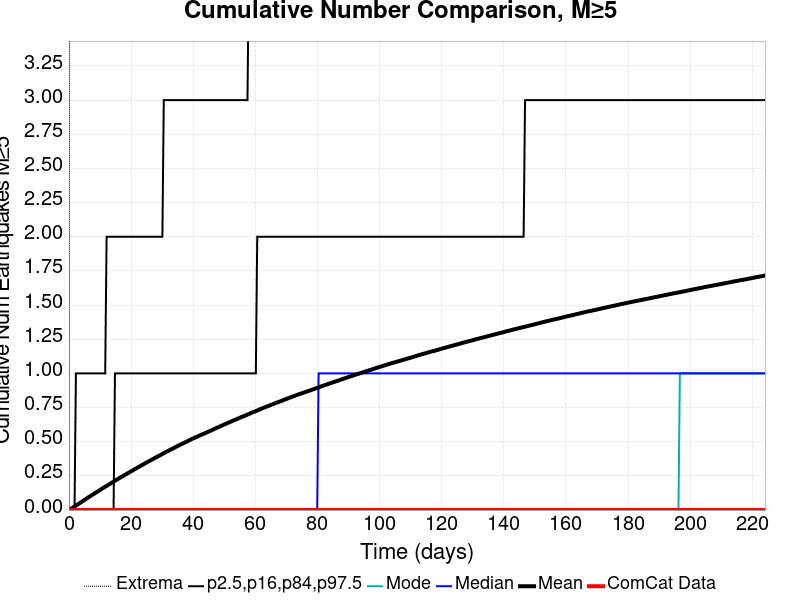 Cumulative Number Comparison, M≥5
Cumulative Num Earthquakes M≥5
3.25
3.00
2.75
2.50
2.25
2.00
1.75
1.50
1.25
1.00
0.75
0.50
0.25
0.00
0 20 40 60 80 100 120 140 160 180 200 220
Time (days)
Extrema p2.5,p16,p84,p97.5 Mode Median Mean ComCat Data